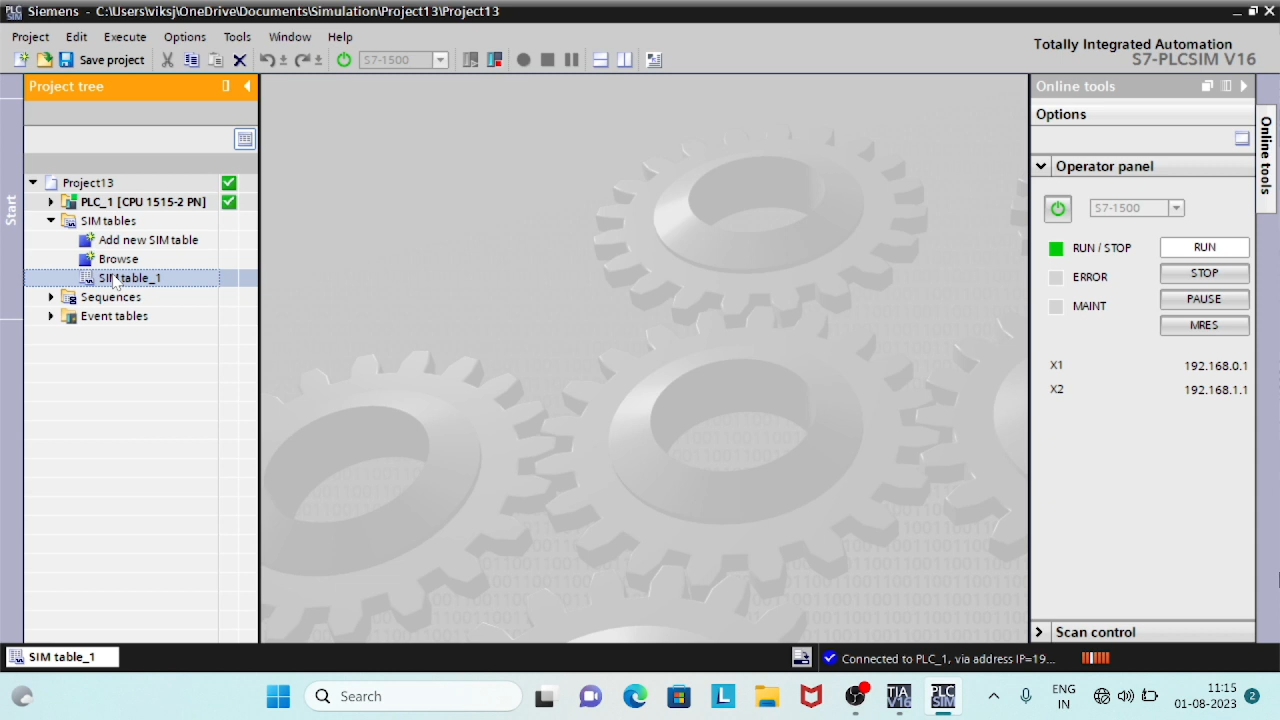 Siemens - C:\Users\viksj\OneDrive\Documents\Simulation\Project13\Project13
Project Edit Execute Options Tools Window Help
Totally Integrated Automation
S7-PLCSIM V16
Save project
S7-1500
Project tree
Online tools
Options
Operator panel
Start
Online tools
Project13
PLC_1 [CPU 1515-2 PN]
SIM tables
Add new SIM table
Browse
SIM table_1
Sequences
Event tables
S7-1500
RUN / STOP RUN
ERROR STOP
MAINT PAUSE
MRES
X1 192.168.0.1
X2 192.168.1.1
Scan control
SIM table_1
Connected to PLC_1, via address IP=19...
Search
TIA V16
PLC SIM
ENG
IN
11:15
01-08-2023
2